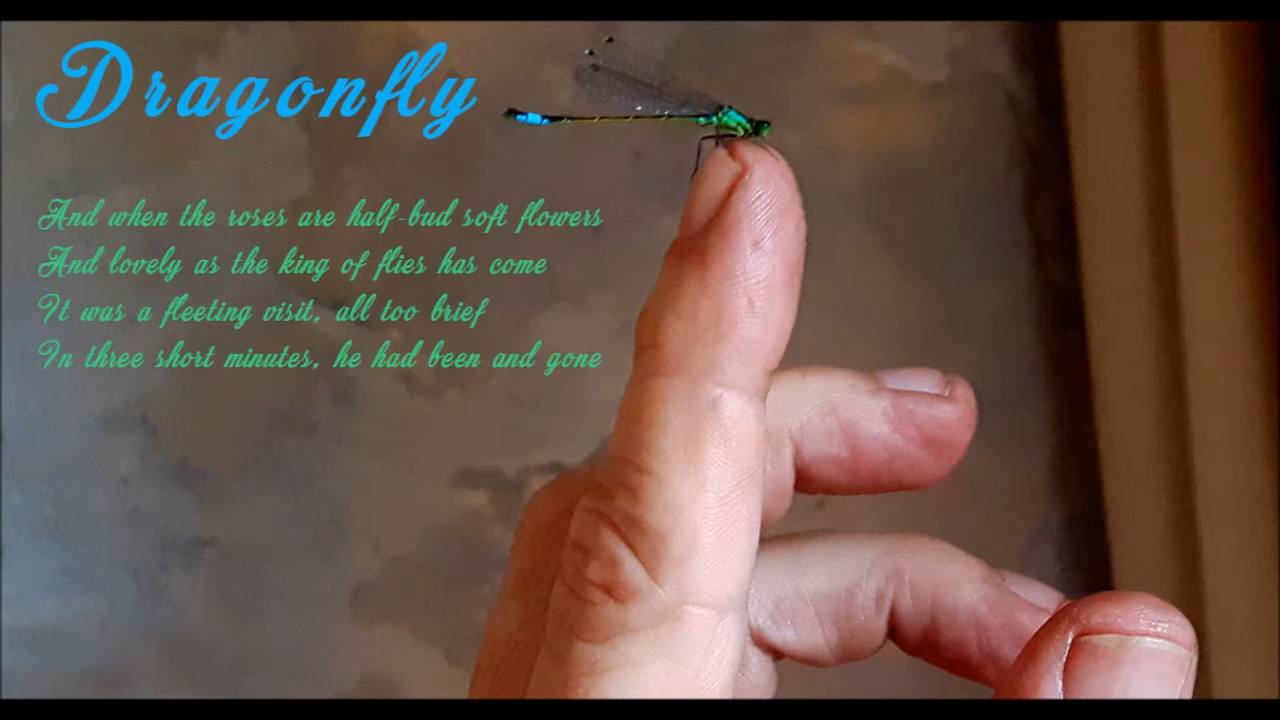 Dragonfly
And when the roses are half-bud soft flowers
And lovely as the king of flies has come
It was a fleeting visit, all too brief
In three short minutes, he had been and gone